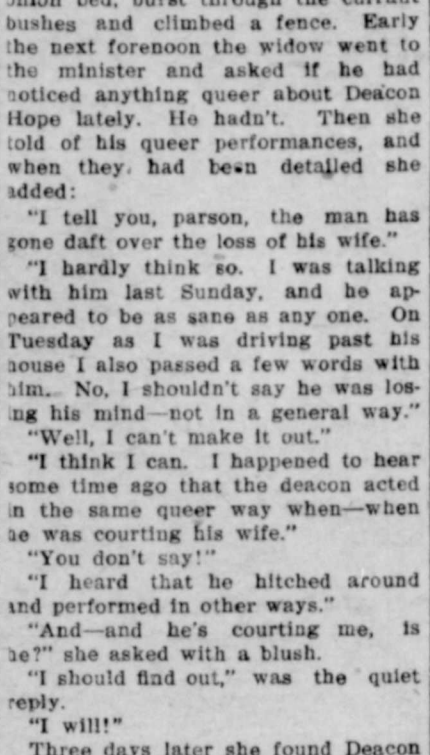 onion bed, burst through the currant
bushes and climbed a fence. Early
the next forenoon the widow went to
the minister and asked if he had
noticed anything queer about Deacon
Hope lately. He hadn't. Then she
told of his queer performances, and
when they had been detailed she
added:
"I tell you, parson, the man has
gone daft over the loss of his wife."
"I hardly think so. I was talking
with him last Sunday, and he ap-
peared to be as sane as any one. On
Tuesday as I was driving past his
house I also passed a few words with
him. No, I shouldn't say he was los-
ing his mind—not in a general way."
"Well, I can't make it out."
"I think I can. I happened to hear
some time ago that the deacon acted
in the same queer way when—when
he was courting his wife."
"You don't say!"
"I heard that he hitched around
and performed in other ways."
"And—and he's courting me, is
he?" she asked with a blush.
"I should find out," was the quiet
reply.
"I will!"
Three days later she found Deacon